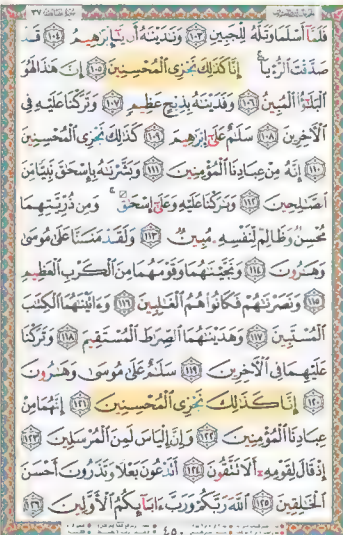 فَلَمَّآ أَسْلَمَا وَتَلَّهُۥ لِلْجَبِينِ ١٠٣ وَنَٰدَيْنَٰهُ أَن يَٰٓإِبْرَٰهِيمُ ١٠٤ قَدْ
صَدَّقْتَ ٱلرُّءْيَآ ۚ إِنَّا كَذَٰلِكَ نَجْزِى ٱلْمُحْسِنِينَ ١٠٥ إِنَّ هَٰذَا لَهُوَ
ٱلْبَلَٰٓؤُا۟ ٱلْمُبِينُ ١٠٦ وَفَدَيْنَٰهُ بِذِبْحٍ عَظِيمٍ ١٠٧ وَتَرَكْنَا عَلَيْهِ فِى
ٱلْءَاخِرِينَ ١٠٨ سَلَٰمٌ عَلَىٰٓ إِبْرَٰهِيمَ ١٠٩ كَذَٰلِكَ نَجْزِى ٱلْمُحْسِنِينَ
١١٠ إِنَّهُۥ مِنْ عِبَادِنَا ٱلْمُؤْمِنِينَ ١١١ وَبَشَّرْنَٰهُ بِإِسْحَٰقَ نَبِيًّا مِّنَ
ٱلصَّٰلِحِينَ ١١٢ وَبَٰرَكْنَا عَلَيْهِ وَعَلَىٰٓ إِسْحَٰقَ ۚ وَمِن ذُرِّيَّتِهِمَا
مُحْسِنٌ وَظَالِمٌ لِّنَفْسِهِۦ مُبِينٌ ١١٣ وَلَقَدْ مَنَنَّا عَلَىٰ مُوسَىٰ
وَهَٰرُونَ ١١٤ وَنَجَّيْنَٰهُمَا وَقَوْمَهُمَا مِنَ ٱلْكَرْبِ ٱلْعَظِيمِ
١١٥ وَنَصَرْنَٰهُمْ فَكَانُوا۟ هُمُ ٱلْغَٰلِبِينَ ١١٦ وَءَاتَيْنَٰهُمَا ٱلْكِتَٰبَ
ٱلْمُسْتَبِينَ ١١٧ وَهَدَيْنَٰهُمَا ٱلصِّرَٰطَ ٱلْمُسْتَقِيمَ ١١٨ وَتَرَكْنَا
عَلَيْهِمَا فِى ٱلْءَاخِرِينَ ١١٩ سَلَٰمٌ عَلَىٰ مُوسَىٰ وَهَٰرُونَ
١٢٠ إِنَّا كَذَٰلِكَ نَجْزِى ٱلْمُحْسِنِينَ ١٢١ إِنَّهُمَا مِنْ
عِبَادِنَا ٱلْمُؤْمِنِينَ ١٢٢ وَإِنَّ إِلْيَاسَ لَمِنَ ٱلْمُرْسَلِينَ ١٢٣
إِذْ قَالَ لِقَوْمِهِۦٓ أَلَا تَتَّقُونَ ١٢٤ أَتَدْعُونَ بَعْلًا وَتَذَرُونَ أَحْسَنَ
ٱلْخَٰلِقِينَ ١٢٥ ٱللَّهَ رَبَّكُمْ وَرَبَّ ءَابَآئِكُمُ ٱلْأَوَّلِينَ ١٢٦
٤٥٠